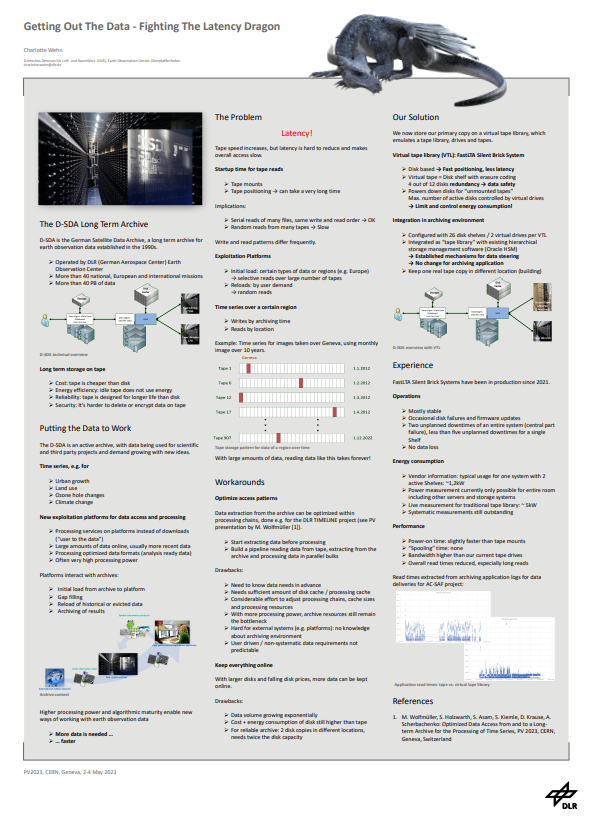 Getting Out The Data - Fighting The Latency Dragon
Charlotte Wehn
The D-SDA Long Term Archive
D-SDA is the German Satellite Data Archive, a long term archive for
earth observation data established in the 1990s.
Operated by DLR (German Aerospace Center) Earth
Observation Center
More than 40 national, European and international missions
More than 40 PB of data
D-SDA technical overview
Long term storage on tape
Cost: tape is cheaper than disk
Energy efficiency: idle tape does not use energy
Reliability: tape is designed for longer life than disk
Security: it's harder to delete or encrypt data on tape
Putting the Data to Work
The D-SDA is an active archive, with data being used for scientific
and third party projects and demand growing with new ideas.
Time series, e.g. for
Urban growth
Land use
Ozone hole changes
Climate change
New exploitation platforms for data access and processing
Processing services on platforms instead of downloads
("user to the data")
Large amounts of data online, usually more recent data
Processing optimized data formats (analysis ready data)
Often very high processing power
Platforms interact with archives:
Initial load from archive to platform
Gap filling
Reload of historical or evicted data
Archiving of results
Archive context
Higher processing power and algorithmic maturity enable new
ways of working with earth observation data
More data is needed ...
... faster
The Problem
Latency!
Tape speed increases, but latency is hard to reduce and makes
overall access slow.
Startup time for tape reads
Tape mounts
Tape positioning → can take a very long time
Implications:
Serial reads of many files, same write and read order → OK
Random reads from many tapes → Slow
Write and read patterns differ frequently.
Exploitation Platforms
Initial load: certain types of data or regions (e.g. Europe)
→ selective reads over large number of tapes
Reloads: by user demand
→ random reads
Time series over a certain region
Writes by archiving time
Reads by location
Example: Time series for images taken over Geneva, using monthly
image over 10 years.
Geneva
Tape 1 1.1.2012
Tape 6 1.2.2012
Tape 12 1.3.2012
Tape 17 1.4.2012
Tape 907 1.12.2022
Tape storage pattern for data of a region over time
With large amounts of data, reading data like this takes forever!
Workarounds
Optimize access patterns
Data extraction from the archive can be optimized within
processing chains, done e.g. for the DLR TIMELINE project (see PV
presentation by M. Wolfmüller [1]).
Start extracting data before processing
Build a pipeline reading data from tape, extracting from the
archive and processing data in parallel bulks
Drawbacks:
Need to know data needs in advance
Needs sufficient amount of disk cache / processing cache
Considerable effort to adjust processing chains, cache sizes
and processing resources
With more processing power, archive resources still remain
the bottleneck
Hard for external systems (e.g. platforms): no knowledge
about archiving environment
User driven / non-systematic data requirements not
predictable
Keep everything online
With larger disks and falling disk prices, more data can be kept
online.
Drawbacks:
Data volume growing exponentially
Cost + energy consumption of disk still higher than tape
For reliable archive: 2 disk copies in different locations,
needs twice the disk capacity
Our Solution
We now store our primary copy on a virtual tape library, which
emulates a tape library, drives and tapes.
Virtual tape library (VTL): FastLTA Silent Brick System
Disk based → Fast positioning, less latency
Virtual tape = Disk shelf with erasure coding
4 out of 12 disks redundancy → data safety
Powers down disks for "unmounted tapes"
Max. number of active disks controlled by virtual drives
→ Limit and control energy consumption!
Integration in archiving environment
Configured with 26 disk shelves / 2 virtual drives per VTL
Integrated as "tape library" with existing hierarchical
storage management software (Oracle HSM)
→ Established mechanisms for data steering
→ No change for archiving application
Keep one real tape copy in different location (building)
D-SDA overview with VTL
Experience
FastLTA Silent Brick Systems have been in production since 2021.
Operations
Mostly stable
Occasional disk failures and firmware updates
Two unplanned downtimes of an entire system (central part
failure), less than five unplanned downtimes for a single
Shelf
No data loss
Energy consumption
Vendor information: typical usage for one system with 2
active Shelves: ~1,2kW
Power measurement currently only possible for entire room
including other servers and storage systems
Live measurement for traditional tape library: ~ 5kW
Systematic measurements still outstanding
Performance
Power-on time: slightly faster than tape mounts
"Spooling" time: none
Bandwidth higher than our current tape drives
Overall read times reduced, especially long reads
Read times extracted from archiving application logs for data
deliveries for AC-SAF project:
Application read times: tape vs. virtual tape library
References
1. M. Wolfmüller, S. Holzwarth, S. Asam, S. Kiemle, D. Krause, A.
Scherbachenko: Optimized Data Access from and to a Long-
term Archive for the Processing of Time Series, PV 2023, CERN,
Geneva, Switzerland
PV2023, CERN, Geneva, 2-4 May 2023
DLR